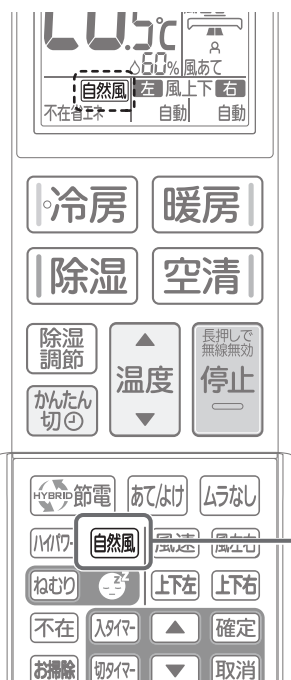 60% 風あて
自然風 左 風上下 右
不在省エネ 自動 自動
冷房 暖房
除湿 空清
除湿調節
温度
長押しで
無線無効
停止
かんたん
切
HYBRID 節電 あて/よけ ムラなし
ハイパワー 自然風 風速 風左右
ねむり 上下左 上下右
不在 入タイマー ▲ 確定
お掃除 切タイマー ▼ 取消